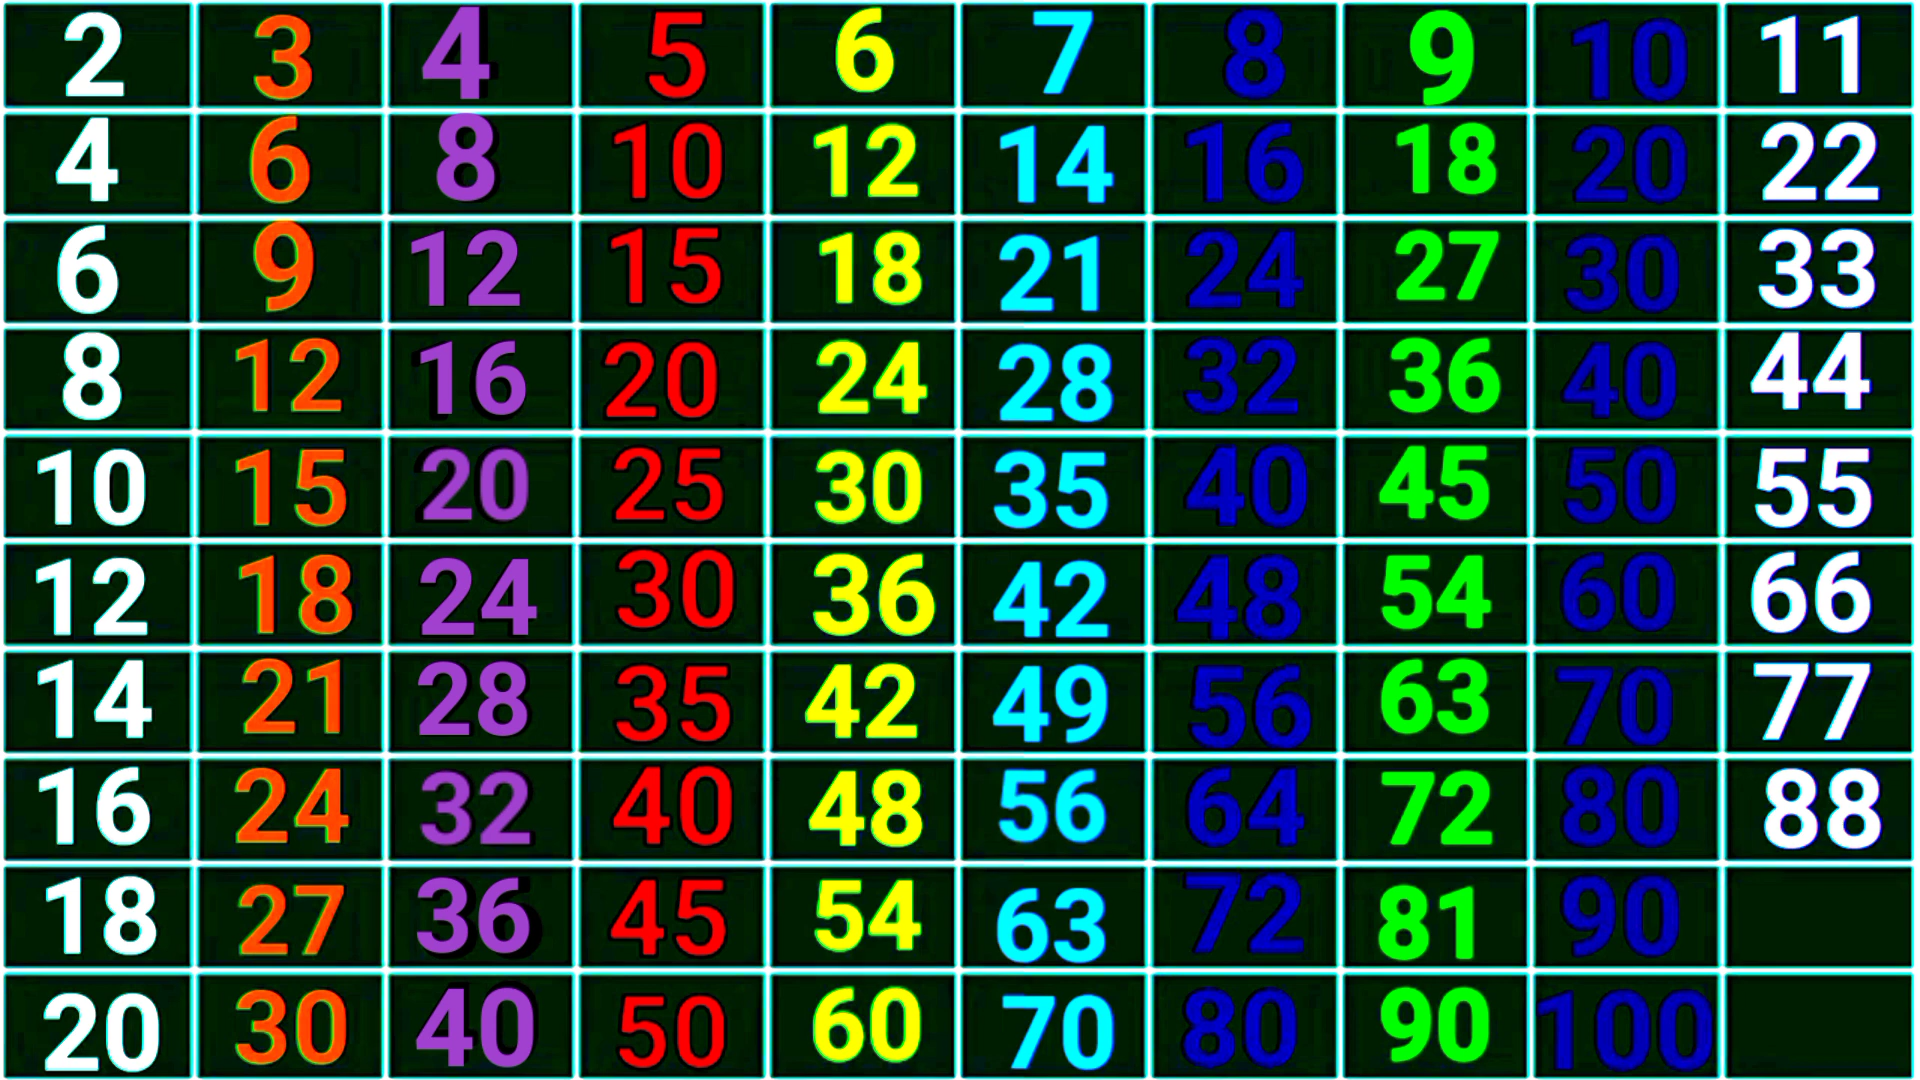 2 3 4 5 6 7 8 9 10 11
4 6 8 10 12 14 16 18 20 22
6 9 12 15 18 21 24 27 30 33
8 12 16 20 24 28 32 36 40 44
10 15 20 25 30 35 40 45 50 55
12 18 24 30 36 42 48 54 60 66
14 21 28 35 42 49 56 63 70 77
16 24 32 40 48 56 64 72 80 88
18 27 36 45 54 63 72 81 90
20 30 40 50 60 70 80 90 100